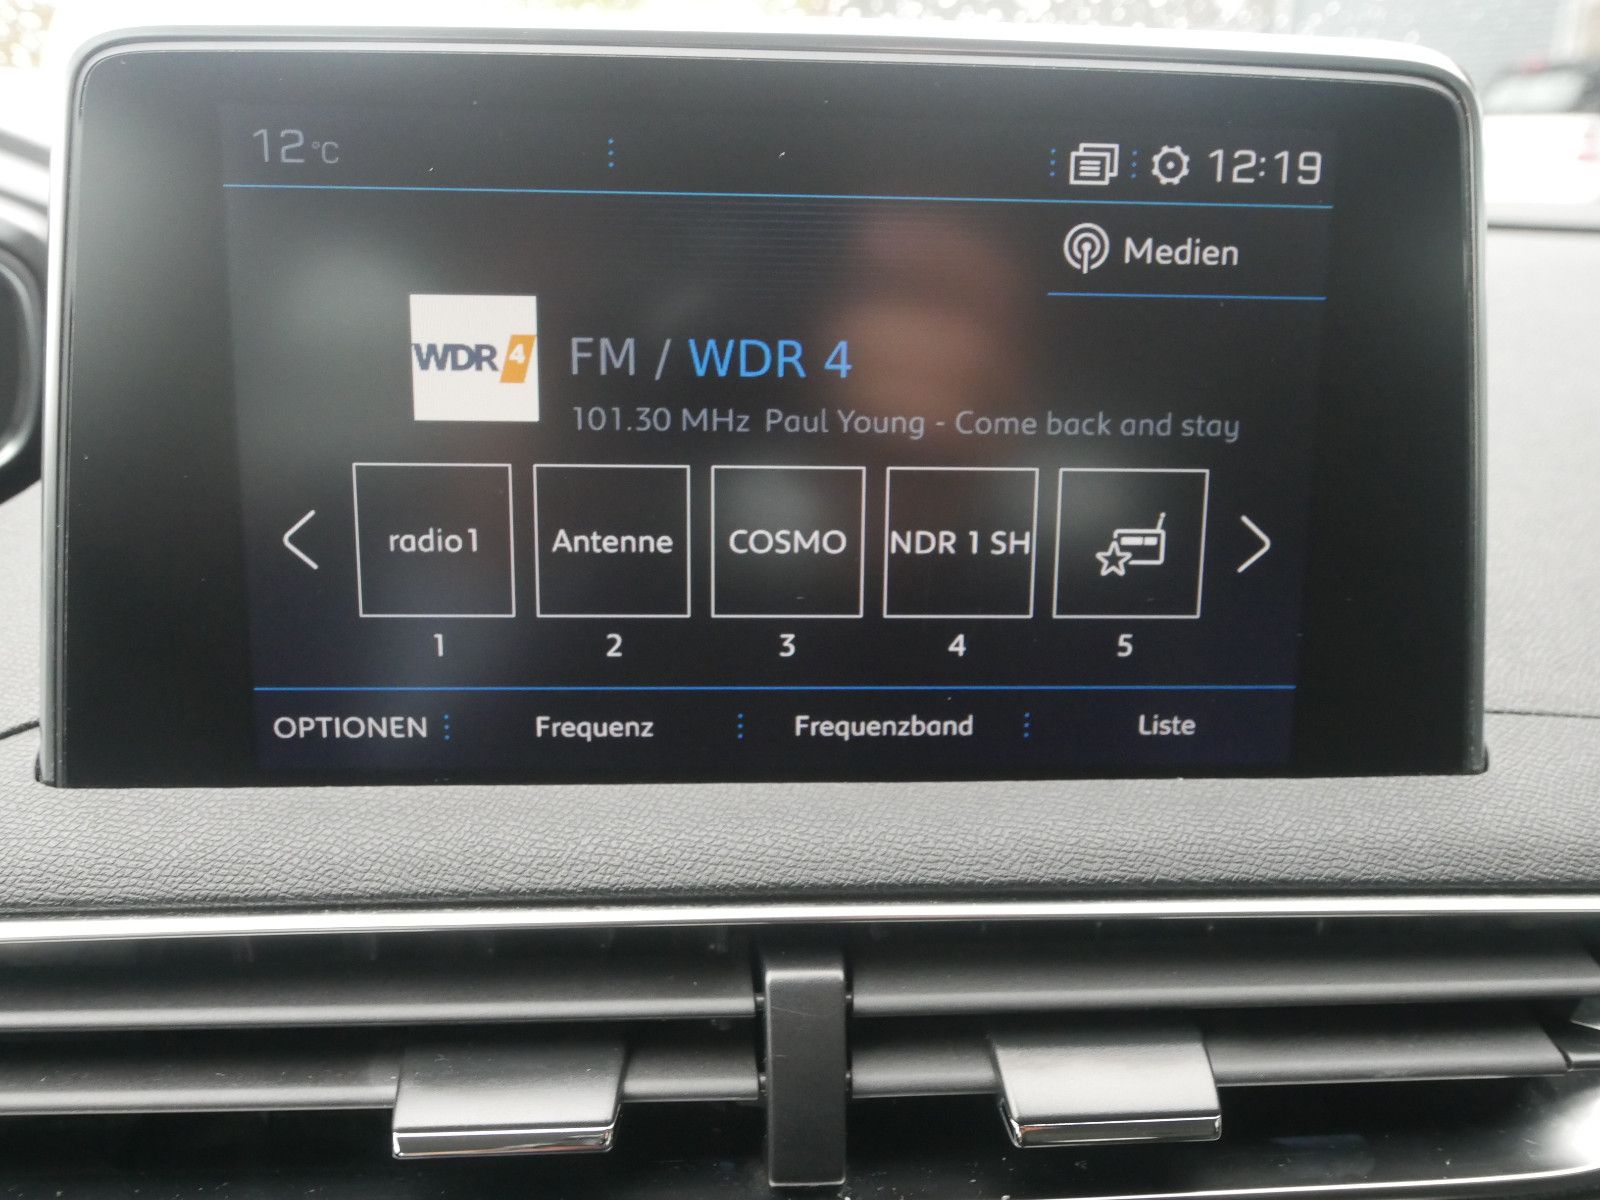 12°C
12:19
Medien
WDR 4
FM / WDR 4
101.30 MHz Paul Young - Come back and stay
radio1 Antenne COSMO NDR 1 SH
1 2 3 4 5
OPTIONEN Frequenz Frequenzband Liste